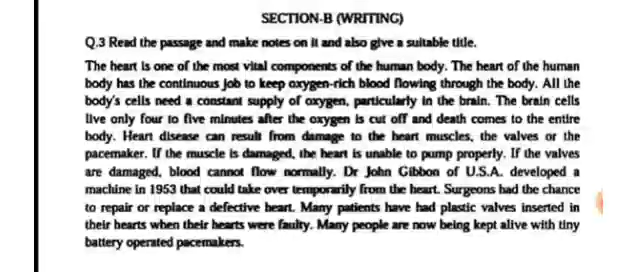 SECTION-B (WRITING)
Q.3 Read the passage and make notes on it and also give a suitable title.
The heart is one of the most vital components of the human body. The heart of the human
body has the continuous job to keep oxygen-rich blood flowing through the body. All the
body's cells need a constant supply of oxygen, particularly in the brain. The brain cells
live only four to five minutes after the oxygen is cut off and death comes to the entire
body. Heart disease can result from damage to the heart muscles, the valves or the
pacemaker. If the muscle is damaged, the heart is unable to pump properly. If the valves
are damaged, blood cannot flow normally. Dr John Gibbon of U.S.A. developed a
machine in 1953 that could take over temporarily from the heart. Surgeons had the chance
to repair or replace a defective heart. Many patients have had plastic valves inserted in
their hearts when their hearts were faulty. Many people are now being kept alive with tiny
battery operated pacemakers.